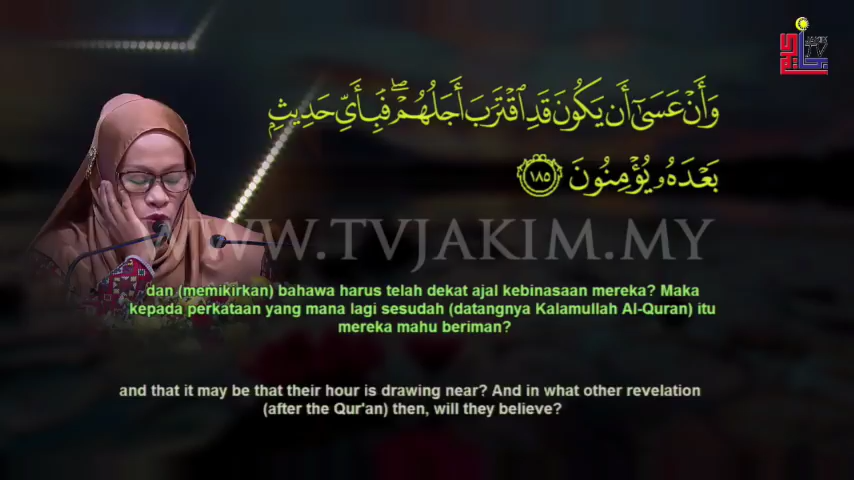 JAKIM
TV
وَأَنْ عَسَىٰٓ أَن يَكُونَ قَدِ ٱقْتَرَبَ أَجَلُهُمْ ۖ فَبِأَىِّ حَدِيثٍۭ
بَعْدَهُۥ يُؤْمِنُونَ ١٨٥
WWW.TVJAKIM.MY
dan (memikirkan) bahawa harus telah dekat ajal kebinasaan mereka? Maka
kepada perkataan yang mana lagi sesudah (datangnya Kalamullah Al-Quran) itu
mereka mahu beriman?
and that it may be that their hour is drawing near? And in what other revelation
(after the Qur'an) then, will they believe?